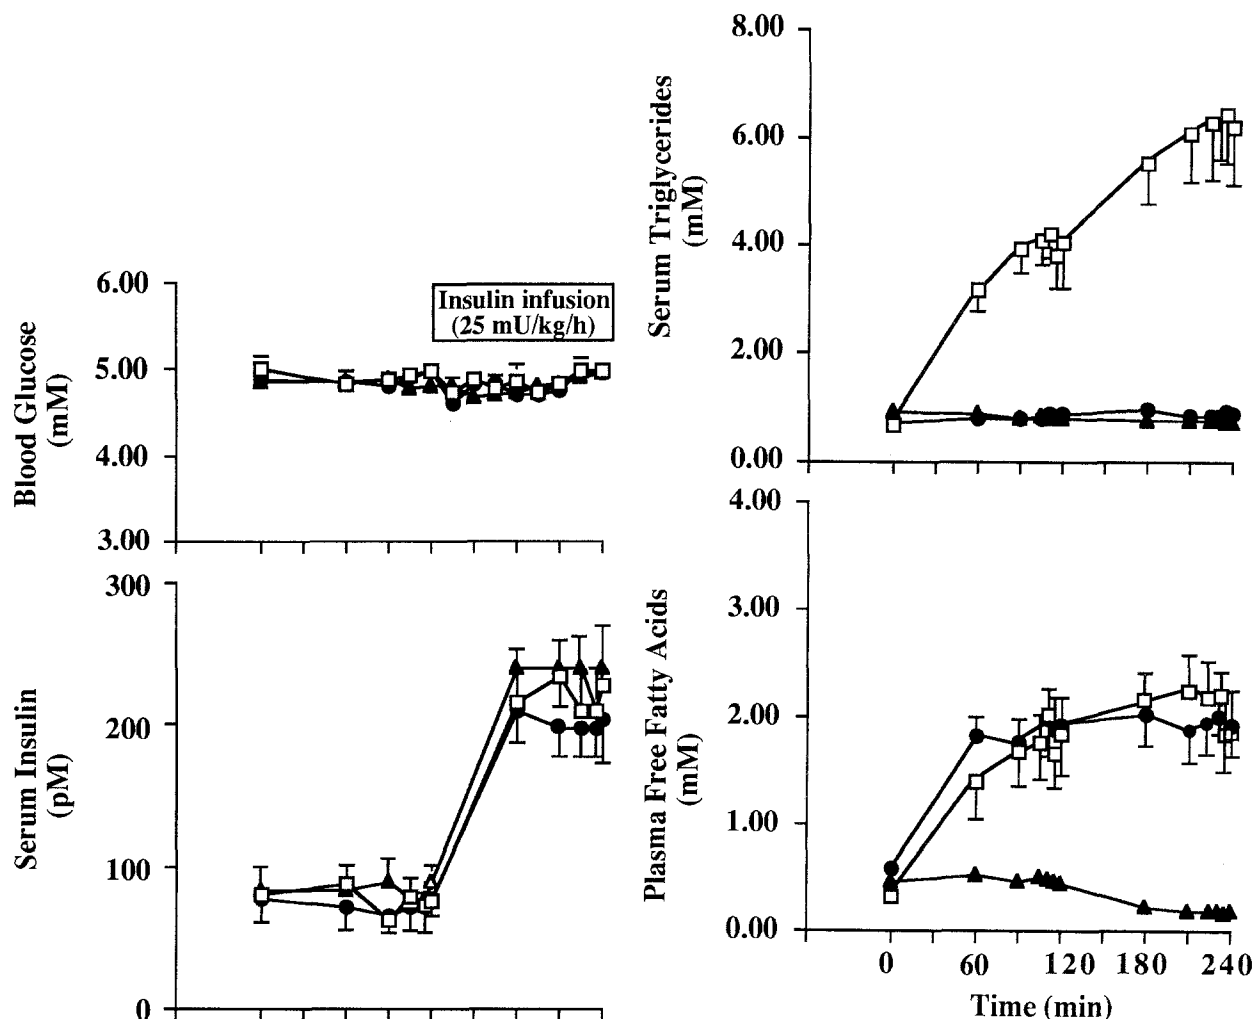 8.00
6.00
4.00
2.00
0.00
Serum Triglycerides
(mM)
6.00
5.00
4.00
3.00
Blood Glucose
(mM)
Insulin infusion
(25 mU/kg/h)
300
200
100
0
Serum Insulin
(pM)
4.00
3.00
2.00
1.00
0.00
Plasma Free Fatty Acids
(mM)
0 60 120 180 240
Time (min)